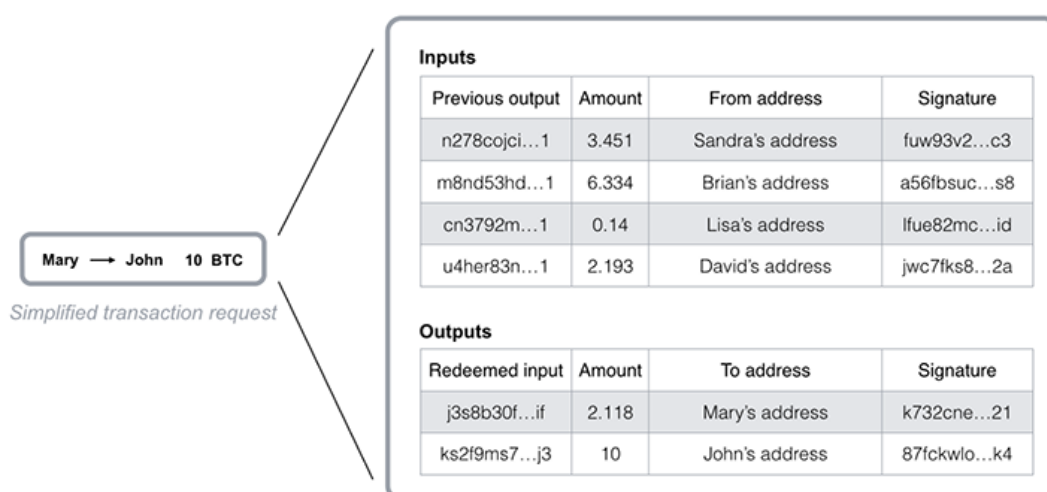 Inputs
Previous output Amount From address Signature
n278cojci...1 3.451 Sandra's address fuw93v2...c3
m8nd53hd...1 6.334 Brian's address a56fbsuc...s8
cn3792m...1 0.14 Lisa's address lfue82mc...id
u4her83n...1 2.193 David's address jwc7fks8...2a
Mary → John 10 BTC
Simplified transaction request
Outputs
Redeemed input Amount To address Signature
j3s8b30f...if 2.118 Mary's address k732cne...21
ks2f9ms7...j3 10 John's address 87fckwlo...k4